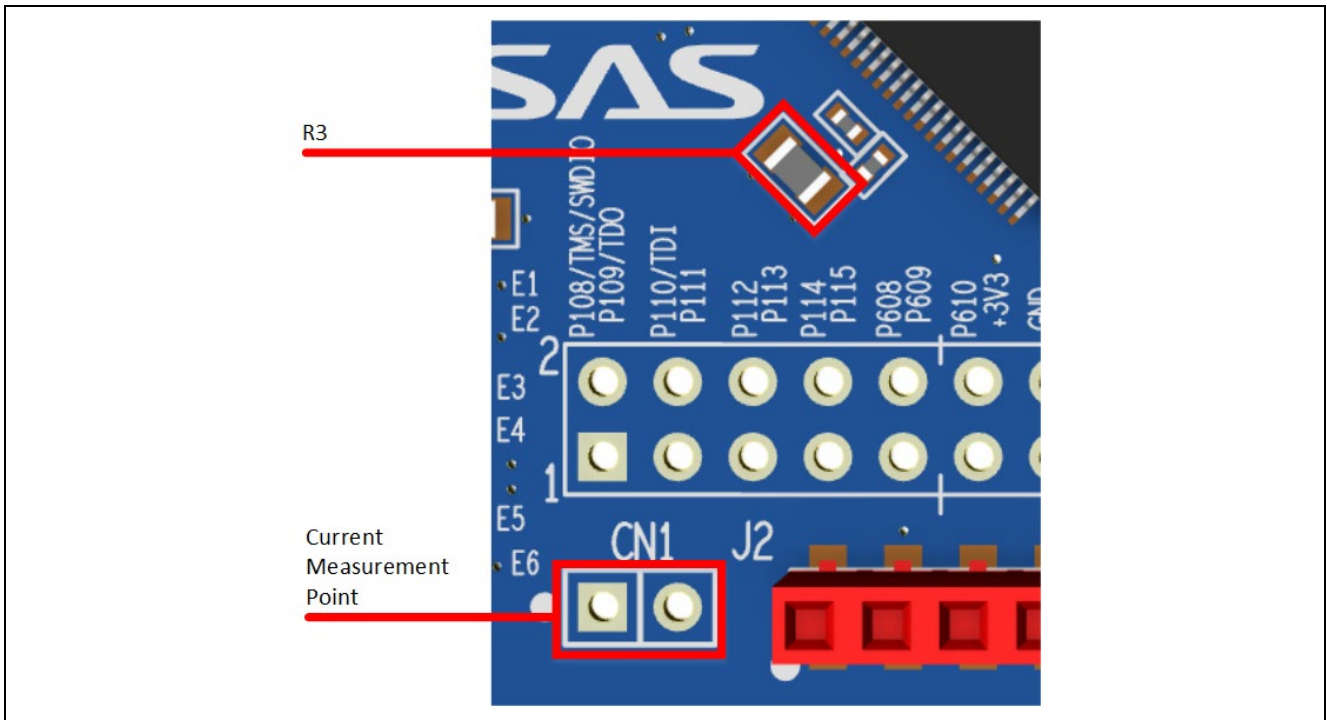 SAS
R3
P108/TMS/SWDIO
P109/TDO
P110/TDI
P111
P112
P113
P114
P115
P608
P609
P610
+3V3
GND
E1
E2
2
E3
E4
1
E5
E6
CN1
J2
Current
Measurement
Point